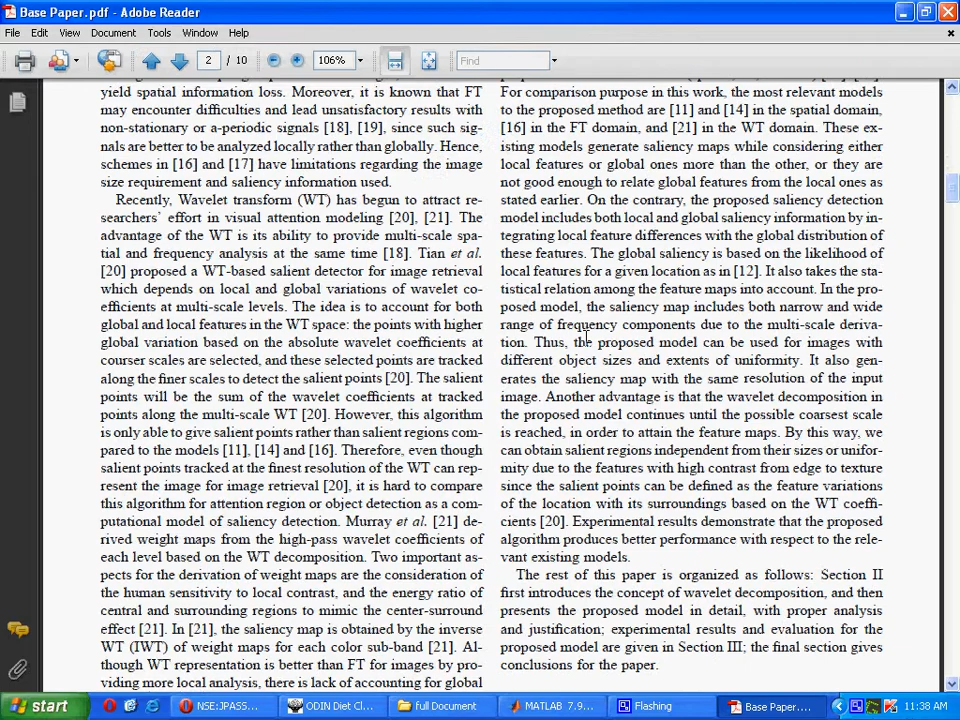 Base Paper.pdf - Adobe Reader
File Edit View Document Tools Window Help
2 / 10 106% Find
yield spatial information loss. Moreover, it is known that FT
may encounter difficulties and lead unsatisfactory results with
non-stationary or a-periodic signals [18], [19], since such sig-
nals are better to be analyzed locally rather than globally. Hence,
schemes in [16] and [17] have limitations regarding the image
size requirement and saliency information used.
Recently, Wavelet transform (WT) has begun to attract re-
searchers' effort in visual attention modeling [20], [21]. The
advantage of the WT is its ability to provide multi-scale spa-
tial and frequency analysis at the same time [18]. Tian et al.
[20] proposed a WT-based salient detector for image retrieval
which depends on local and global variations of wavelet co-
efficients at multi-scale levels. The idea is to account for both
global and local features in the WT space: the points with higher
global variation based on the absolute wavelet coefficients at
courser scales are selected, and these selected points are tracked
along the finer scales to detect the salient points [20]. The salient
points will be the sum of the wavelet coefficients at tracked
points along the multi-scale WT [20]. However, this algorithm
is only able to give salient points rather than salient regions com-
pared to the models [11], [14] and [16]. Therefore, even though
salient points tracked at the finest resolution of the WT can rep-
resent the image for image retrieval [20], it is hard to compare
this algorithm for attention region or object detection as a com-
putational model of saliency detection. Murray et al. [21] de-
rived weight maps from the high-pass wavelet coefficients of
each level based on the WT decomposition. Two important as-
pects for the derivation of weight maps are the consideration of
the human sensitivity to local contrast, and the energy ratio of
central and surrounding regions to mimic the center-surround
effect [21]. In [21], the saliency map is obtained by the inverse
WT (IWT) of weight maps for each color sub-band [21]. Al-
though WT representation is better than FT for images by pro-
viding more local analysis, there is lack of accounting for global
For comparison purpose in this work, the most relevant models
to the proposed method are [11] and [14] in the spatial domain,
[16] in the FT domain, and [21] in the WT domain. These ex-
isting models generate saliency maps while considering either
local features or global ones more than the other, or they are
not good enough to relate global features from the local ones as
stated earlier. On the contrary, the proposed saliency detection
model includes both local and global saliency information by in-
tegrating local feature differences with the global distribution of
these features. The global saliency is based on the likelihood of
local features for a given location as in [12]. It also takes the sta-
tistical relation among the feature maps into account. In the pro-
posed model, the saliency map includes both narrow and wide
range of frequency components due to the multi-scale deriva-
tion. Thus, the proposed model can be used for images with
different object sizes and extents of uniformity. It also gen-
erates the saliency map with the same resolution of the input
image. Another advantage is that the wavelet decomposition in
the proposed model continues until the possible coarsest scale
is reached, in order to attain the feature maps. By this way, we
can obtain salient regions independent from their sizes or unifor-
mity due to the features with high contrast from edge to texture
since the salient points can be defined as the feature variations
of the location with its surroundings based on the WT coeffi-
cients [20]. Experimental results demonstrate that the proposed
algorithm produces better performance with respect to the rele-
vant existing models.
The rest of this paper is organized as follows: Section II
first introduces the concept of wavelet decomposition, and then
presents the proposed model in detail, with proper analysis
and justification; experimental results and evaluation for the
proposed model are given in Section III; the final section gives
conclusions for the paper.
start NSE:JPASS... ODIN Diet Cl... full Document MATLAB 7.9... Flashing Base Paper.... 11:38 AM